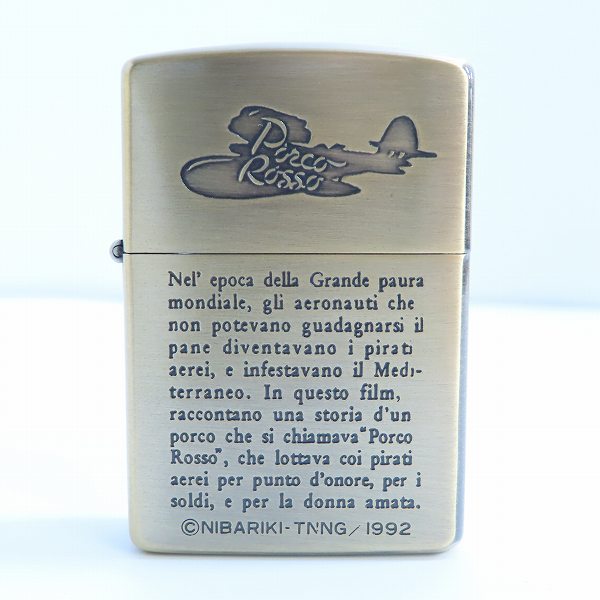 Porco
Rosso
Nel' epoca della Grande paura
mondiale, gli aeronauti che
non potevano guadagnarsi il
pane diventavano i pirati
aerei, e infestavano il Medi-
terraneo. In questo film,
raccontano una storia d'un
porco che si chiamava "Porco
Rosso", che lottava coi pirati
aerei per punto d'onore, per i
soldi, e per la donna amata.
©NIBARIKI-TNNG/1992